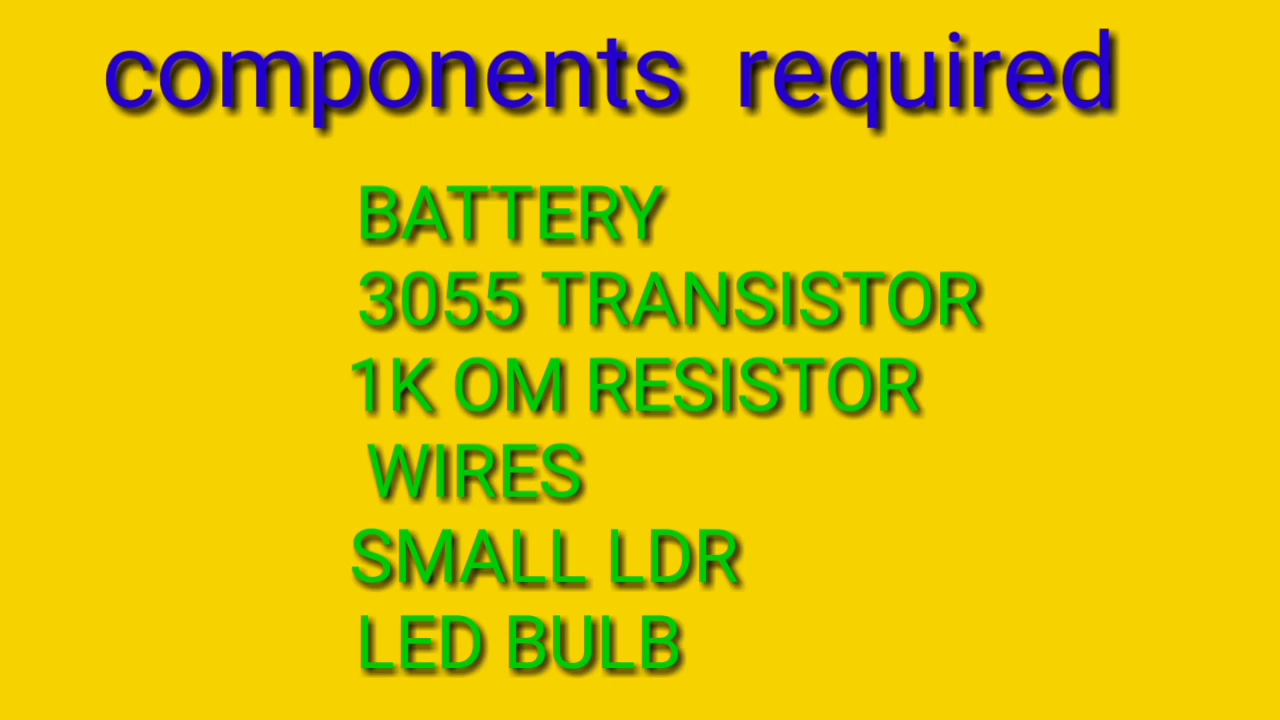 components required
BATTERY
3055 TRANSISTOR
1K OM RESISTOR
WIRES
SMALL LDR
LED BULB